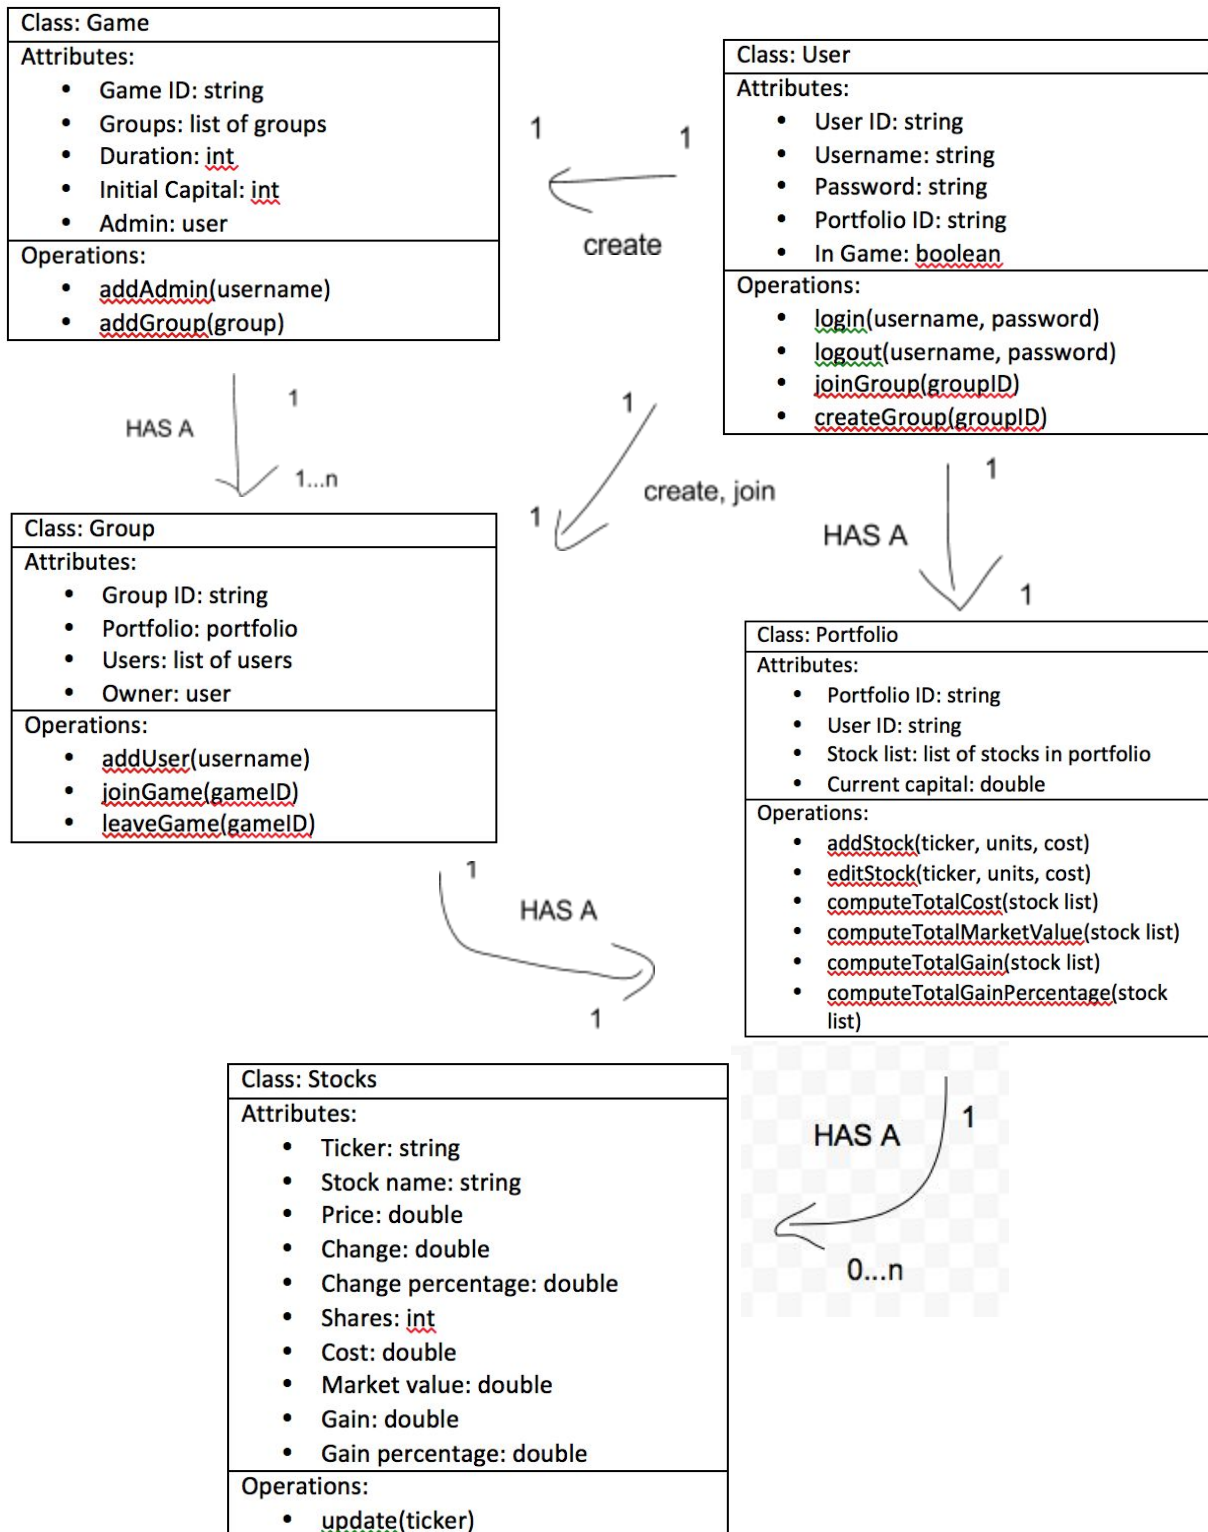 Class: Game
Attributes:
• Game ID: string
• Groups: list of groups
• Duration: int
• Initial Capital: int
• Admin: user
Operations:
• addAdmin(username)
• addGroup(group)
1
1
create
Class: User
Attributes:
• User ID: string
• Username: string
• Password: string
• Portfolio ID: string
• In Game: boolean
Operations:
• login(username, password)
• logout(username, password)
• joinGroup(groupID)
• createGroup(groupID)
HAS A
1
1...n
1
create, join
1
HAS A
1
1
Class: Group
Attributes:
• Group ID: string
• Portfolio: portfolio
• Users: list of users
• Owner: user
Operations:
• addUser(username)
• joinGame(gameID)
• leaveGame(gameID)
Class: Portfolio
Attributes:
• Portfolio ID: string
• User ID: string
• Stock list: list of stocks in portfolio
• Current capital: double
Operations:
• addStock(ticker, units, cost)
• editStock(ticker, units, cost)
• computeTotalCost(stock list)
• computeTotalMarketValue(stock list)
• computeTotalGain(stock list)
• computeTotalGainPercentage(stock
list)
1
HAS A
1
Class: Stocks
Attributes:
• Ticker: string
• Stock name: string
• Price: double
• Change: double
• Change percentage: double
• Shares: int
• Cost: double
• Market value: double
• Gain: double
• Gain percentage: double
Operations:
• update(ticker)
HAS A
1
0...n